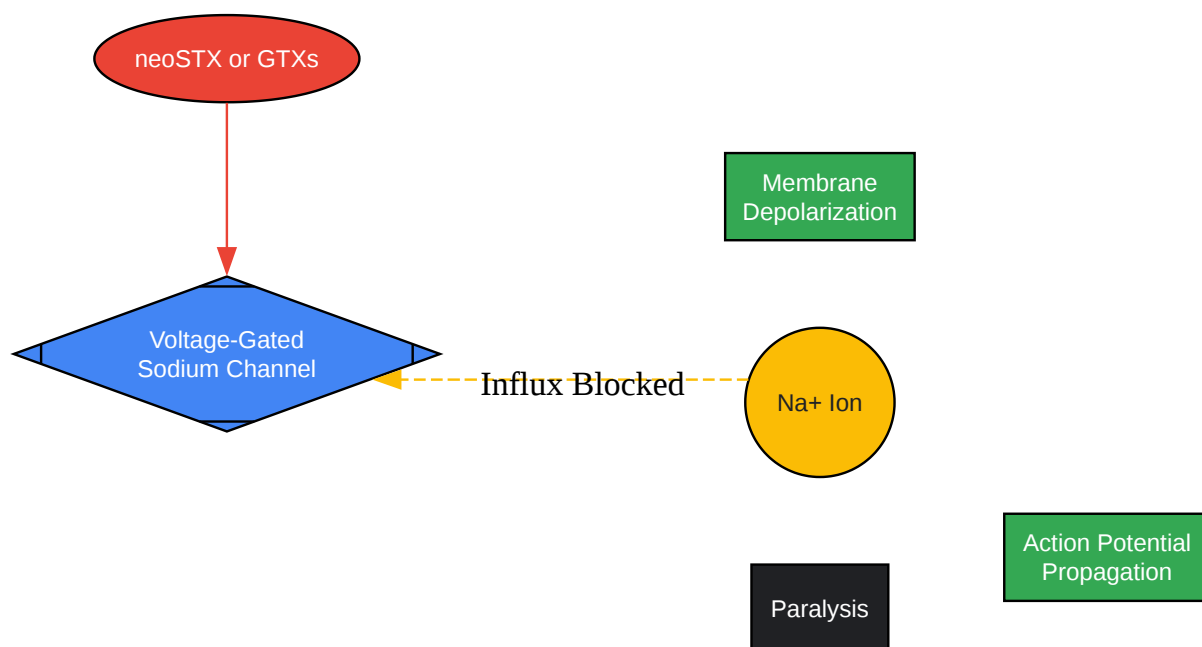 neoSTX or GTXs
Membrane
Depolarization
Voltage-Gated
Sodium Channel
Influx Blocked
Na+ Ion
Action Potential
Propagation
Paralysis